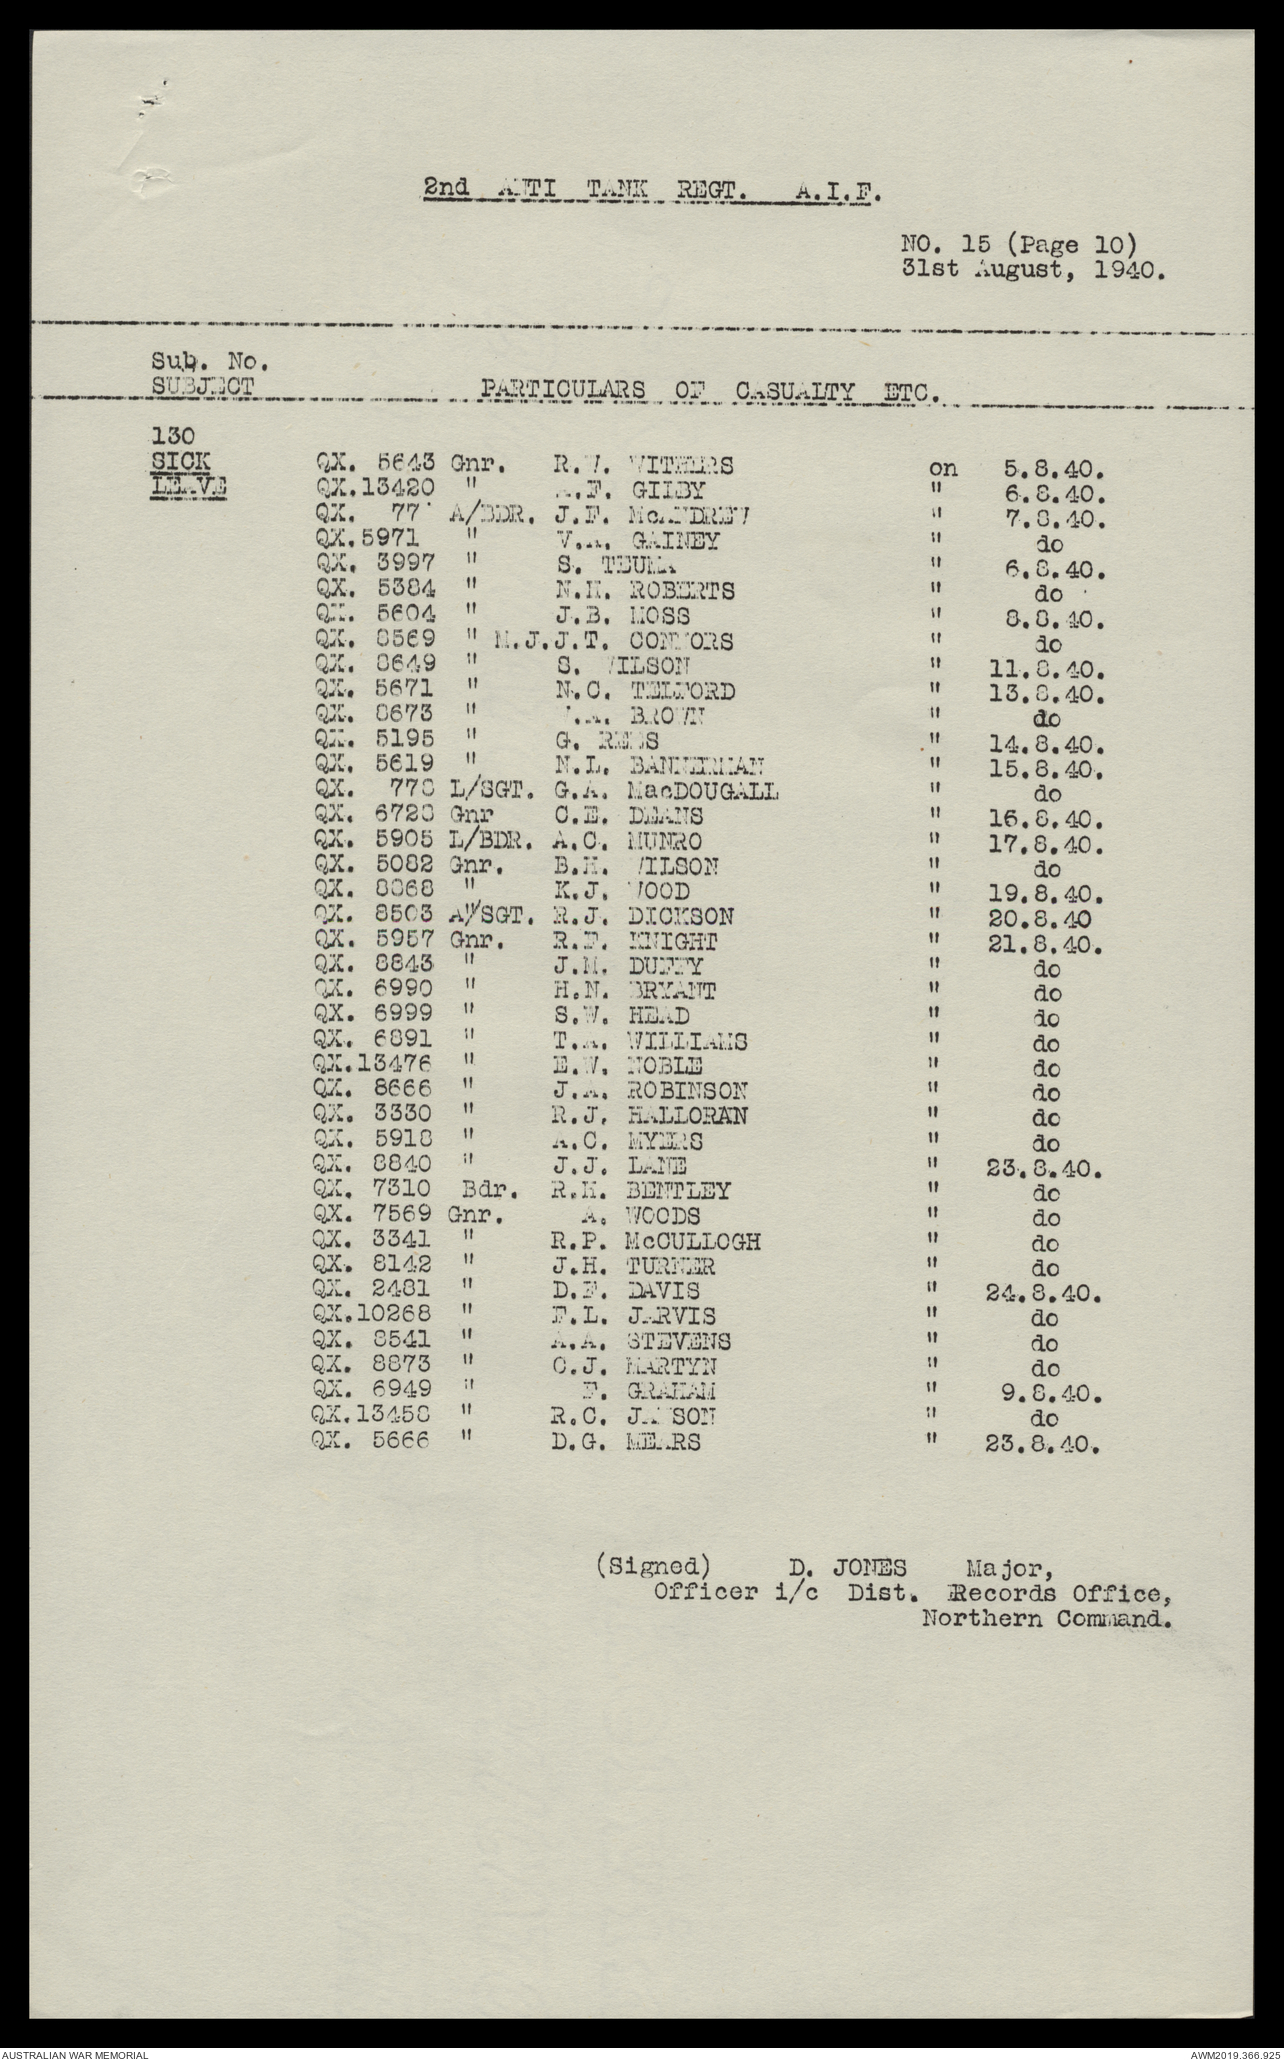 2nd ANTI TANK REGT. A.I.F.
NO. 15 (Page 10)
31st August, 1940.
Sub. No.
SUBJECT PARTICULARS OF CASUALTY ETC.
130
SICK QX. 5643 Gnr. R.W. WITHERS on 5.8.40.
LEAVE QX.13420 " A.F. GILBY " 6.8.40.
QX. 77 A/BDR. J.F. McANDREW " 7.8.40.
QX.5971 " V.A. GAINEY " do
QX. 3997 " S. TEUMA " 6.8.40.
QX. 5384 " N.H. ROBERTS " do
QX. 5604 " J.B. MOSS " 8.8.40.
QX. 8569 " M.J.J.T. CONNORS " do
QX. 8649 " S. WILSON " 11.8.40.
QX. 5671 " N.C. TELFORD " 13.8.40.
QX. 8673 " W.A. BROWN " do
QX. 5195 " G. REES " 14.8.40.
QX. 5619 " N.L. BANNERMAN " 15.8.40.
QX. 778 L/SGT. G.A. MacDOUGALL " do
QX. 6728 Gnr C.E. DEANS " 16.8.40.
QX. 5905 L/BDR. A.C. MUNRO " 17.8.40.
QX. 5082 Gnr. B.H. WILSON " do
QX. 8868 " K.J. WOOD " 19.8.40.
QX. 8503 A/SGT. R.J. DICKSON " 20.8.40
QX. 5957 Gnr. R.F. KNIGHT " 21.8.40.
QX. 8843 " J.M. DUFFY " do
QX. 6990 " H.N. BRYANT " do
QX. 6999 " S.W. HEAD " do
QX. 6891 " T.A. WILLIAMS " do
QX.13476 " E.W. NOBLE " do
QX. 8666 " J.A. ROBINSON " do
QX. 3330 " R.J. HALLORAN " do
QX. 5918 " A.C. MYERS " do
QX. 8840 " J.J. LANE " 23.8.40.
QX. 7310 Bdr. R.H. BENTLEY " do
QX. 7569 Gnr. A. WOODS " do
QX. 3341 " R.P. McCULLOGH " do
QX. 8142 " J.H. TURNER " do
QX. 2481 " D.F. DAVIS " 24.8.40.
QX.10268 " F.L. JARVIS " do
QX. 8541 " A.A. STEVENS " do
QX. 8873 " C.J. MARTYN " do
QX. 6949 " F. GRAHAM " 9.8.40.
QX.13458 " R.C. JANSON " do
QX. 5666 " D.G. MEARS " 23.8.40.
(Signed) D. JONES Major,
Officer i/c Dist. Records Office,
Northern Command.
AUSTRALIAN WAR MEMORIAL AWM2019.366.925